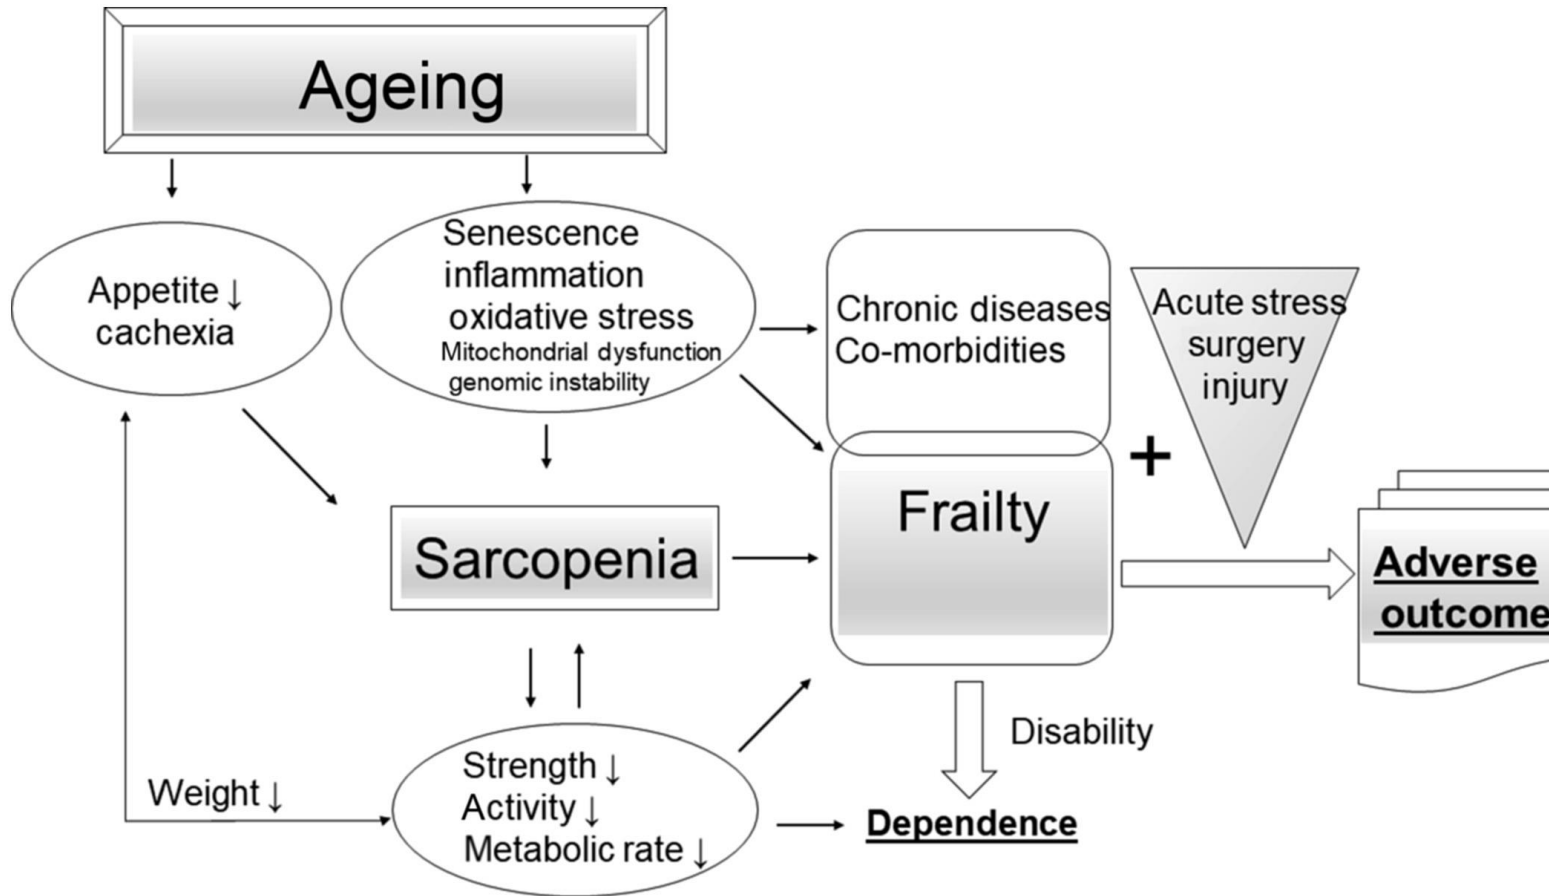 Ageing
Appetite ↓
cachexia
Senescence
inflammation
oxidative stress
Mitochondrial dysfunction
genomic instability
Chronic diseases
Co-morbidities
Acute stress
surgery
injury
+
Frailty
Sarcopenia
Adverse
outcome
Disability
Weight ↓
Strength ↓
Activity ↓
Metabolic rate ↓
Dependence